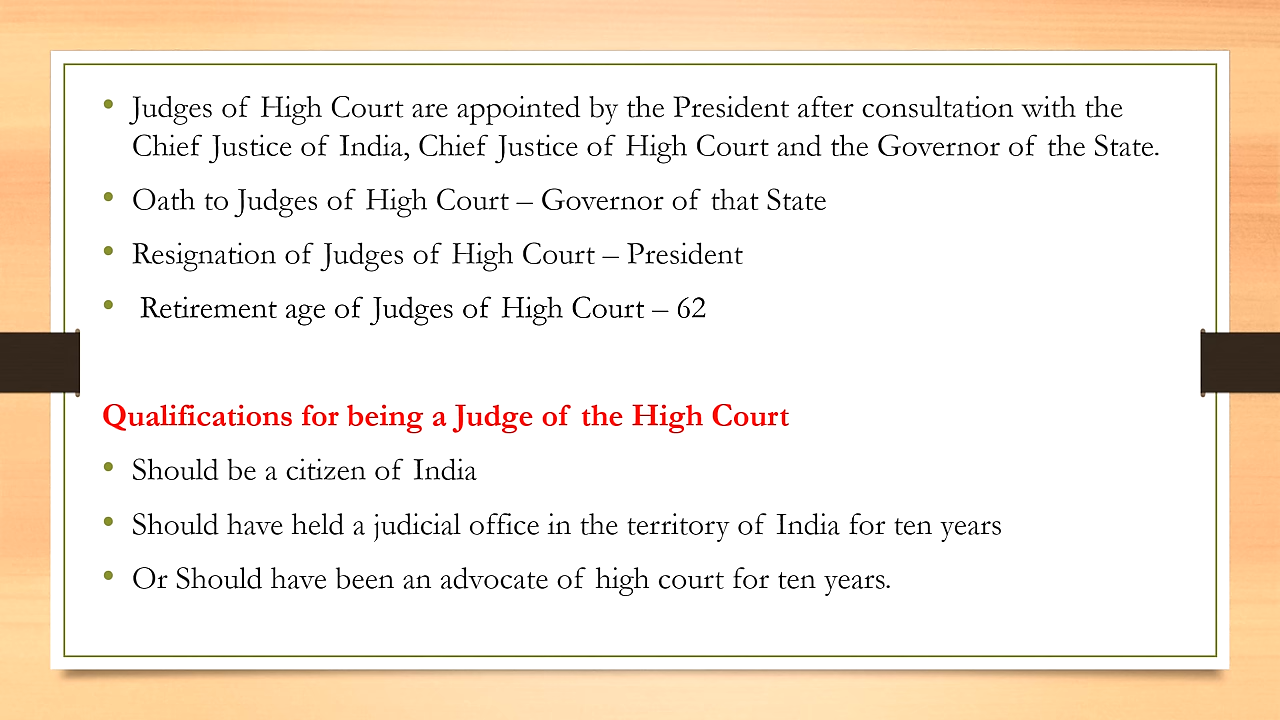 • Judges of High Court are appointed by the President after consultation with the
Chief Justice of India, Chief Justice of High Court and the Governor of the State.
• Oath to Judges of High Court – Governor of that State
• Resignation of Judges of High Court – President
• Retirement age of Judges of High Court – 62
Qualifications for being a Judge of the High Court
• Should be a citizen of India
• Should have held a judicial office in the territory of India for ten years
• Or Should have been an advocate of high court for ten years.